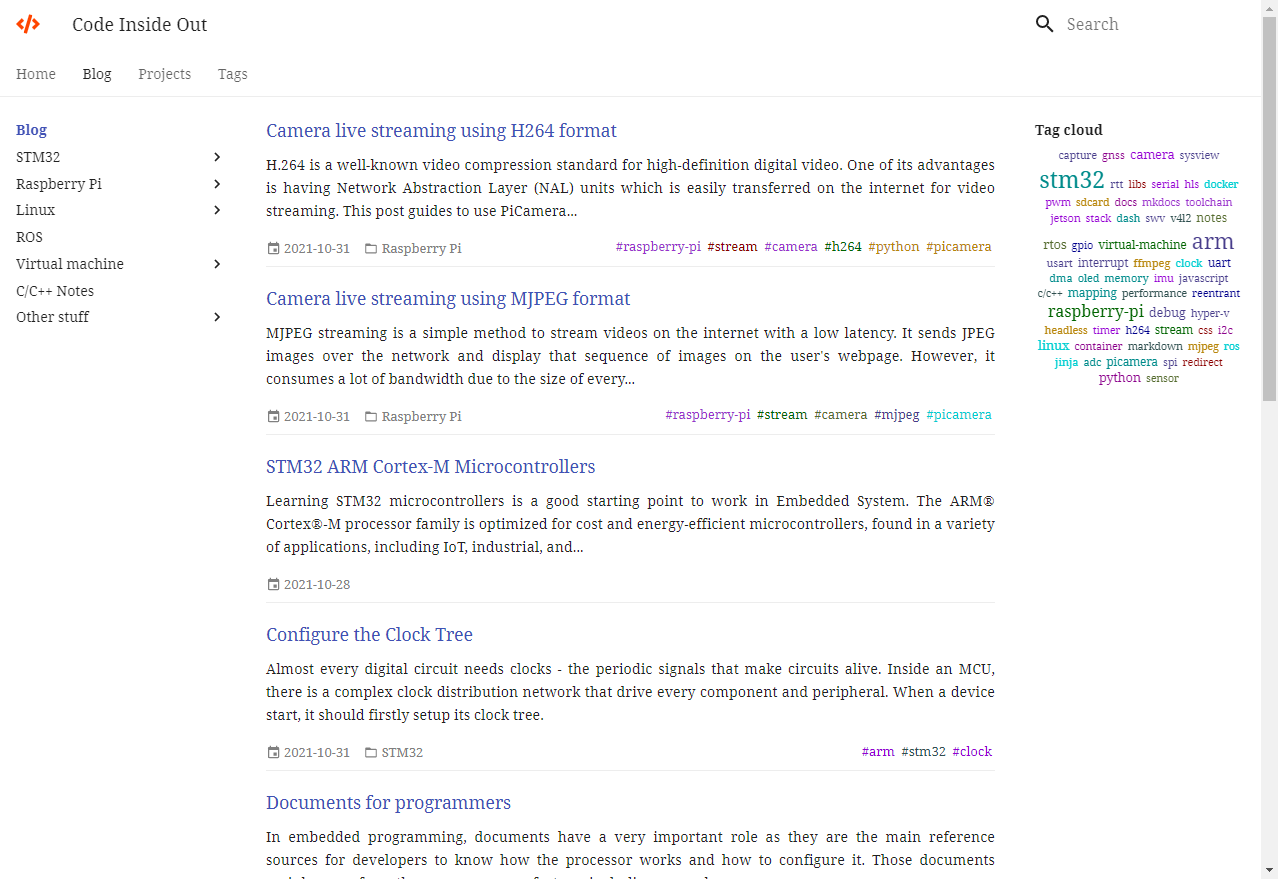 Code Inside Out
Search
Home Blog Projects Tags
Blog
STM32
Raspberry Pi
Linux
ROS
Virtual machine
C/C++ Notes
Other stuff
Camera live streaming using H264 format
H.264 is a well-known video compression standard for high-definition digital video. One of its advantages
is having Network Abstraction Layer (NAL) units which is easily transferred on the internet for video
streaming. This post guides to use PiCamera...
2021-10-31 Raspberry Pi #raspberry-pi #stream #camera #h264 #python #picamera
Camera live streaming using MJPEG format
MJPEG streaming is a simple method to stream videos on the internet with a low latency. It sends JPEG
images over the network and display that sequence of images on the user's webpage. However, it
consumes a lot of bandwidth due to the size of every...
2021-10-31 Raspberry Pi #raspberry-pi #stream #camera #mjpeg #picamera
STM32 ARM Cortex-M Microcontrollers
Learning STM32 microcontrollers is a good starting point to work in Embedded System. The ARM®
Cortex®-M processor family is optimized for cost and energy-efficient microcontrollers, found in a variety
of applications, including IoT, industrial, and...
2021-10-28
Configure the Clock Tree
Almost every digital circuit needs clocks - the periodic signals that make circuits alive. Inside an MCU,
there is a complex clock distribution network that drive every component and peripheral. When a device
start, it should firstly setup its clock tree.
2021-10-31 STM32 #arm #stm32 #clock
Documents for programmers
In embedded programming, documents have a very important role as they are the main reference
sources for developers to know how the processor works and how to configure it. Those documents
Tag cloud
capture gnss camera sysview
stm32 rtt libs serial hls docker
pwm sdcard docs mkdocs toolchain
jetson stack dash swv v4l2 notes
rtos gpio virtual-machine arm
usart interrupt ffmpeg clock uart
dma oled memory imu javascript
c/c++ mapping performance reentrant
raspberry-pi debug hyper-v
headless timer h264 stream css i2c
linux container markdown mjpeg ros
jinja adc picamera spi redirect
python sensor